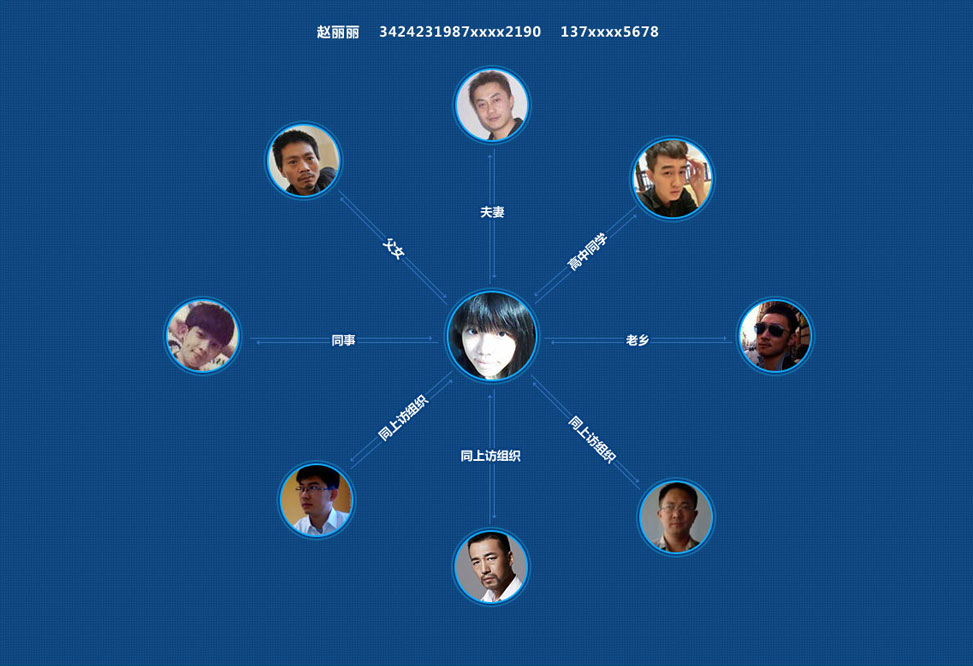 赵丽丽 3424231987xxxx2190 137xxxx5678
夫妻
父女
高中同学
同事
老乡
同上访组织
同上访组织
同上访组织